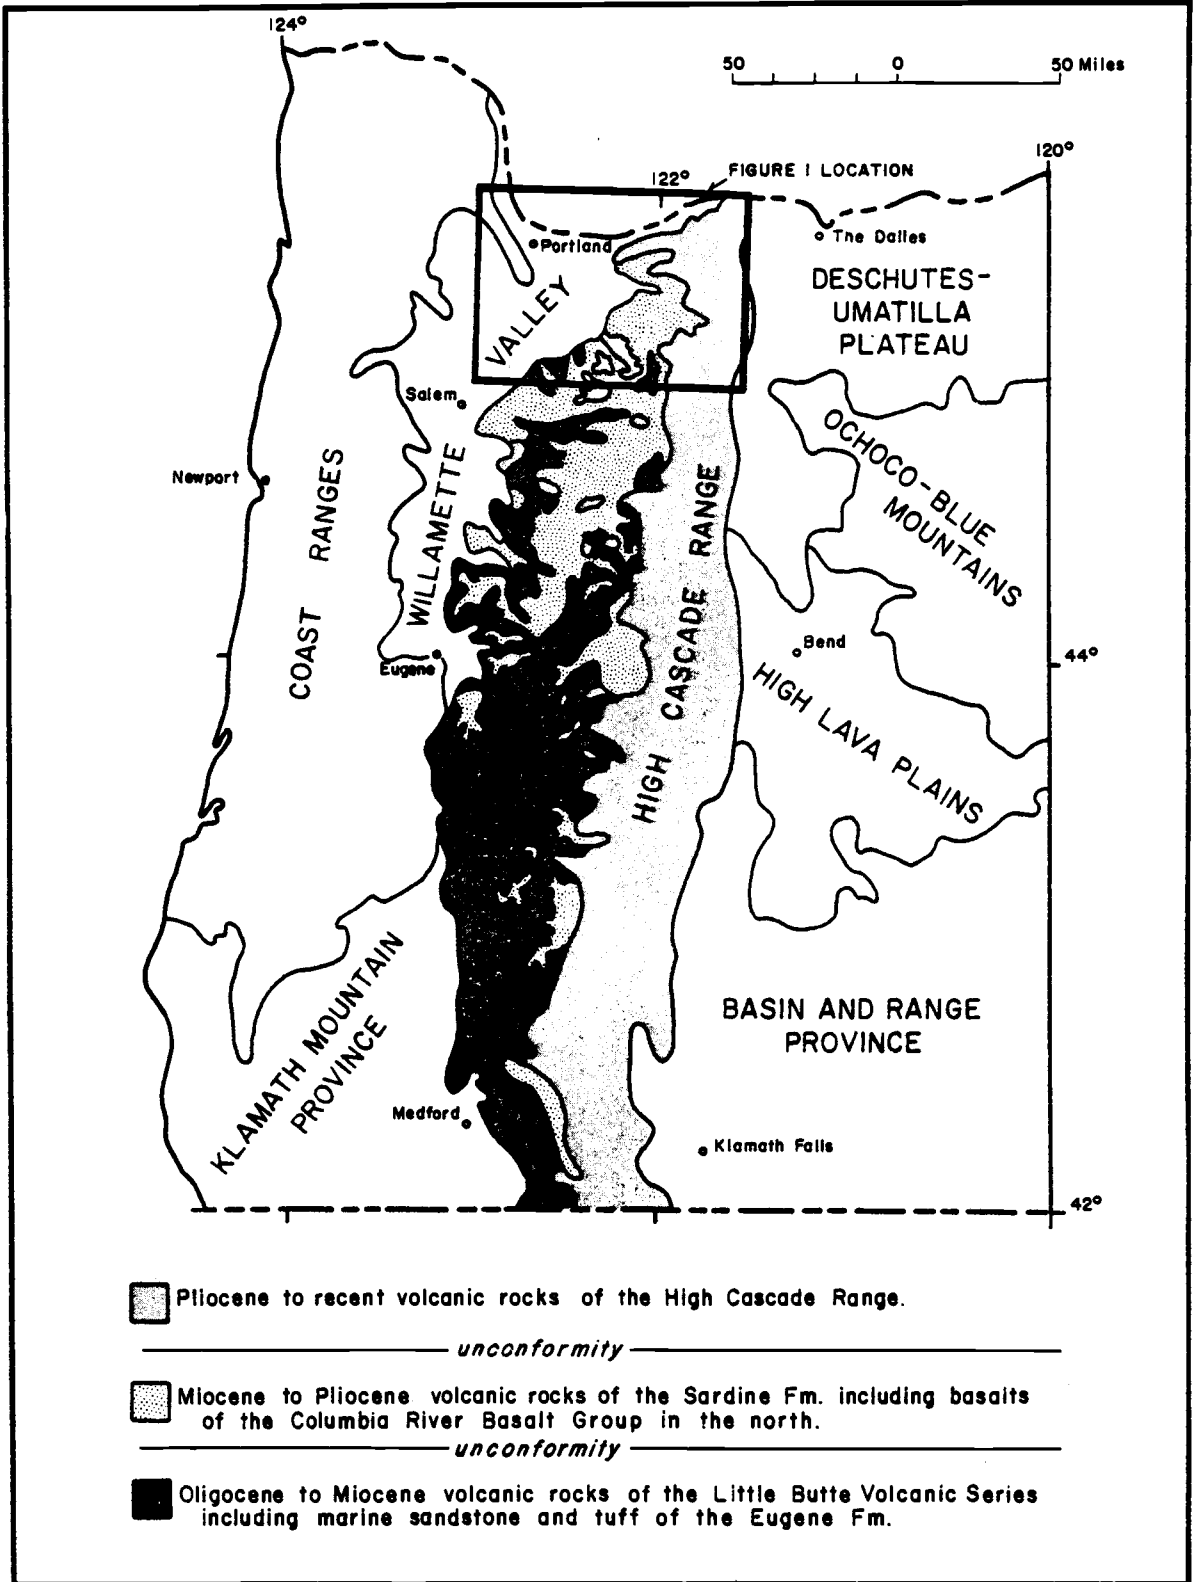 124°
50 0 50 Miles
120°
FIGURE 1 LOCATION
122°
Portland
The Dalles
DESCHUTES-
UMATILLA
PLATEAU
VALLEY
Salem
OCHOCO-BLUE
MOUNTAINS
Newport
COAST RANGES
WILLAMETTE
HIGH CASCADE RANGE
Bend
Eugene
44°
HIGH LAVA PLAINS
KLAMATH MOUNTAIN
PROVINCE
BASIN AND RANGE
PROVINCE
Medford
Klamath Falls
42°
Pliocene to recent volcanic rocks of the High Cascade Range.
unconformity
Miocene to Pliocene volcanic rocks of the Sardine Fm. including basalts
of the Columbia River Basalt Group in the north.
unconformity
Oligocene to Miocene volcanic rocks of the Little Butte Volcanic Series
including marine sandstone and tuff of the Eugene Fm.